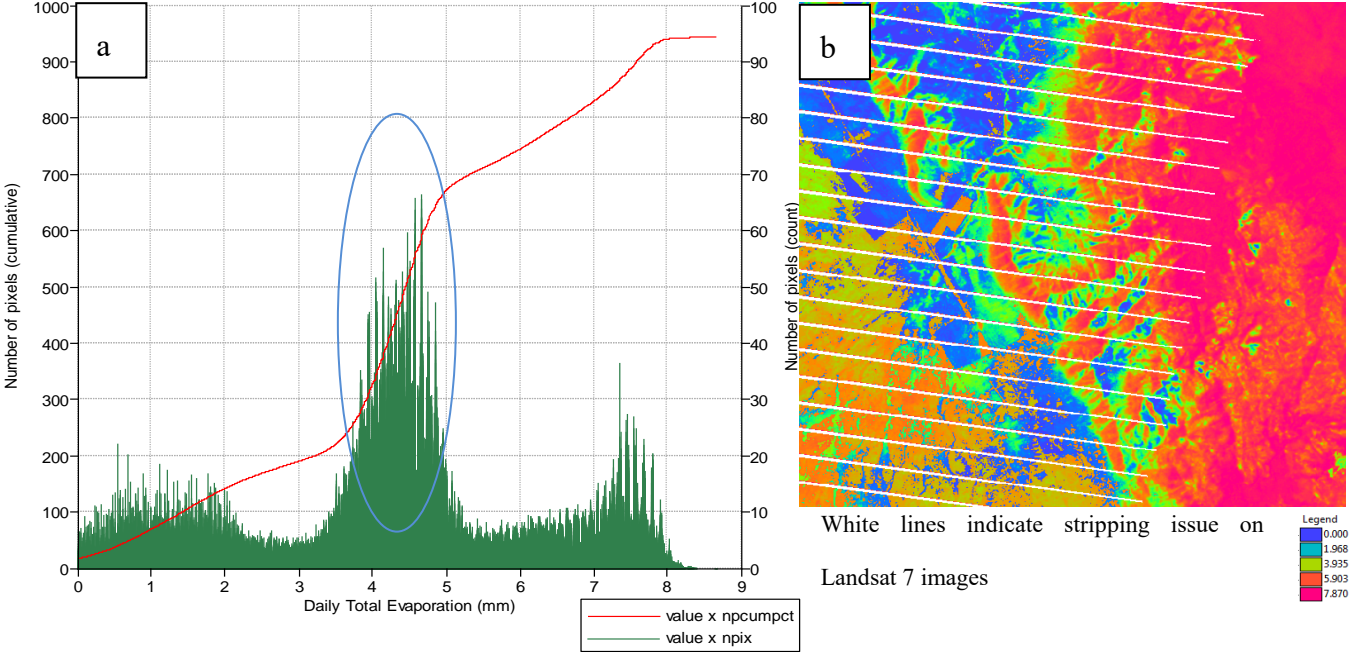 a
1000
900
800
700
600
500
400
300
200
100
0
Number of pixels (cumulative)
100
90
80
70
60
50
40
30
20
10
0
Number of pixels (count)
0 1 2 3 4 5 6 7 8 9
Daily Total Evaporation (mm)
value x npcumpct
value x npix
b
White lines indicate stripping issue on
Landsat 7 images
Legend
0.000
1.968
3.935
5.903
7.870